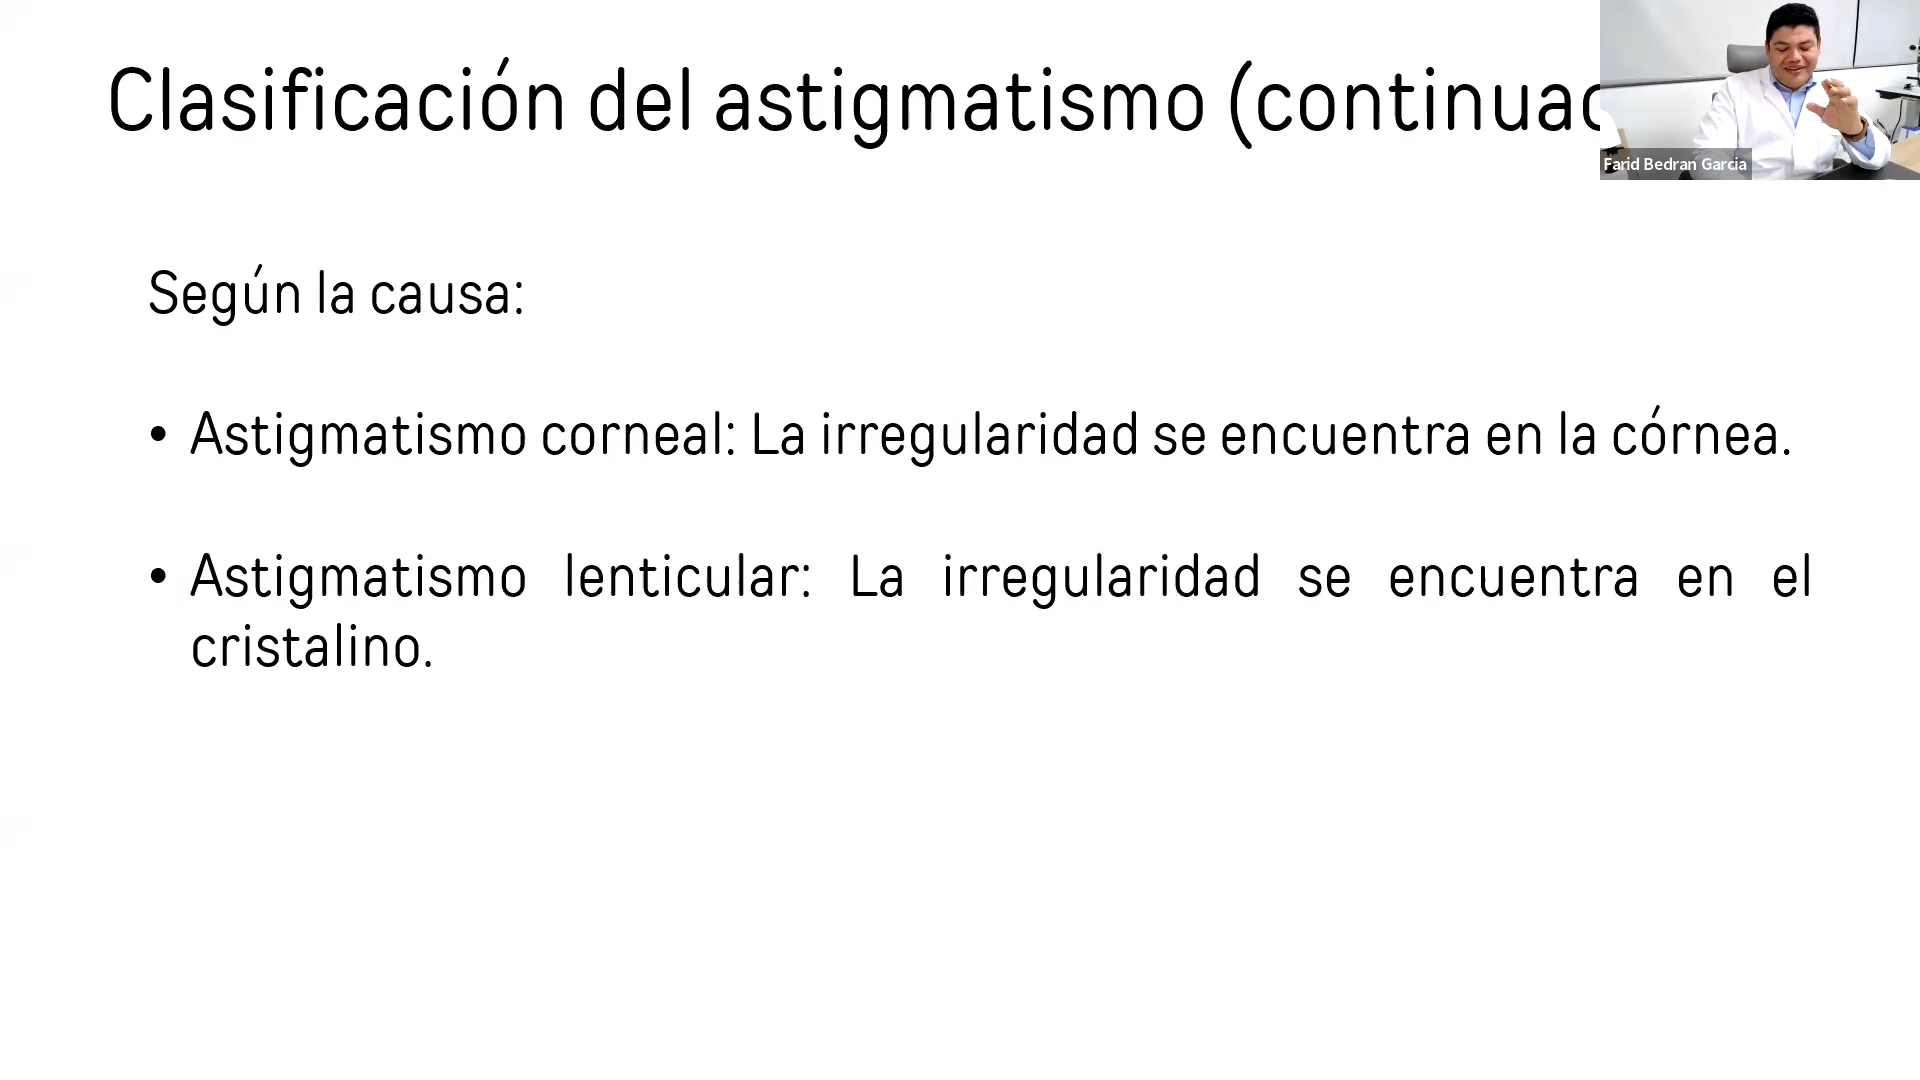 Clasificación del astigmatismo (continuac
Farid Bedran Garcia
Según la causa:
• Astigmatismo corneal: La irregularidad se encuentra en la córnea.
• Astigmatismo lenticular: La irregularidad se encuentra en el
cristalino.